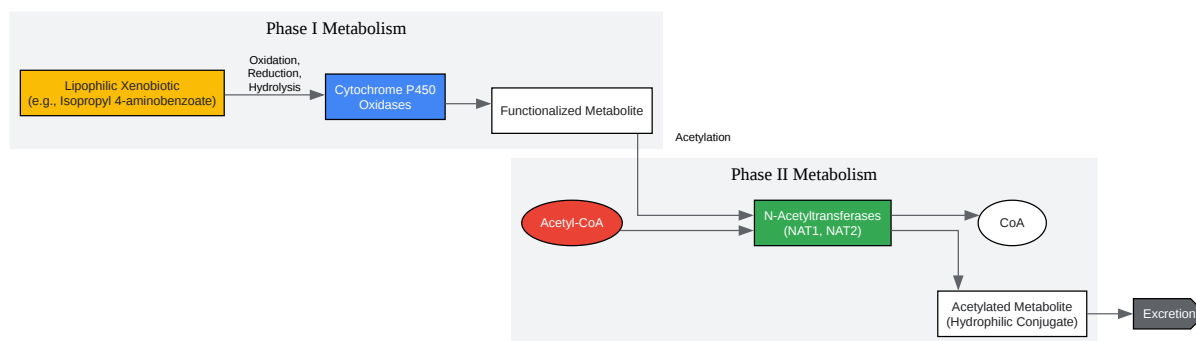 Phase I Metabolism
Oxidation,
Reduction,
Hydrolysis
Lipophilic Xenobiotic
(e.g., Isopropyl 4-aminobenzoate)
Cytochrome P450
Oxidases
Functionalized Metabolite
Acetylation
Phase II Metabolism
Acetyl-CoA
N-Acetyltransferases
(NAT1, NAT2)
CoA
Acetylated Metabolite
(Hydrophilic Conjugate)
Excretion